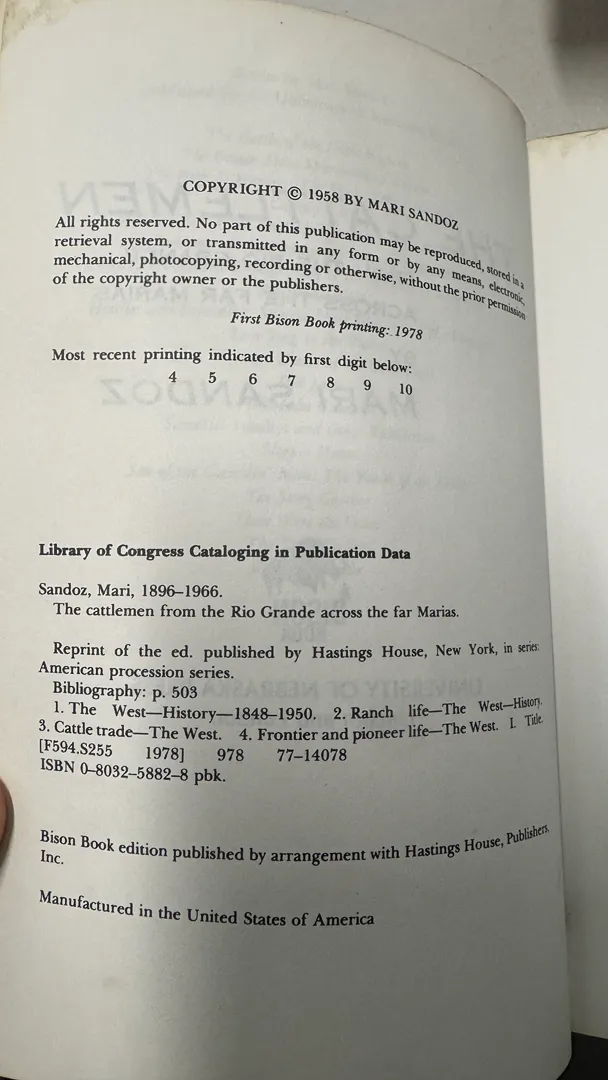 COPYRIGHT © 1958 BY MARI SANDOZ
All rights reserved. No part of this publication may be reproduced, stored in a
retrieval system, or transmitted in any form or by any means, electronic,
mechanical, photocopying, recording or otherwise, without the prior permission
of the copyright owner or the publishers.
First Bison Book printing: 1978
Most recent printing indicated by first digit below:
4 5 6 7 8 9 10
Library of Congress Cataloging in Publication Data
Sandoz, Mari, 1896–1966.
The cattlemen from the Rio Grande across the far Marias.
Reprint of the ed. published by Hastings House, New York, in series:
American procession series.
Bibliography: p. 503
1. The West—History—1848–1950. 2. Ranch life—The West—History.
3. Cattle trade—The West. 4. Frontier and pioneer life—The West. I. Title.
[F594.S255 1978] 978 77–14078
ISBN 0–8032–5882–8 pbk.
Bison Book edition published by arrangement with Hastings House, Publishers,
Inc.
Manufactured in the United States of America